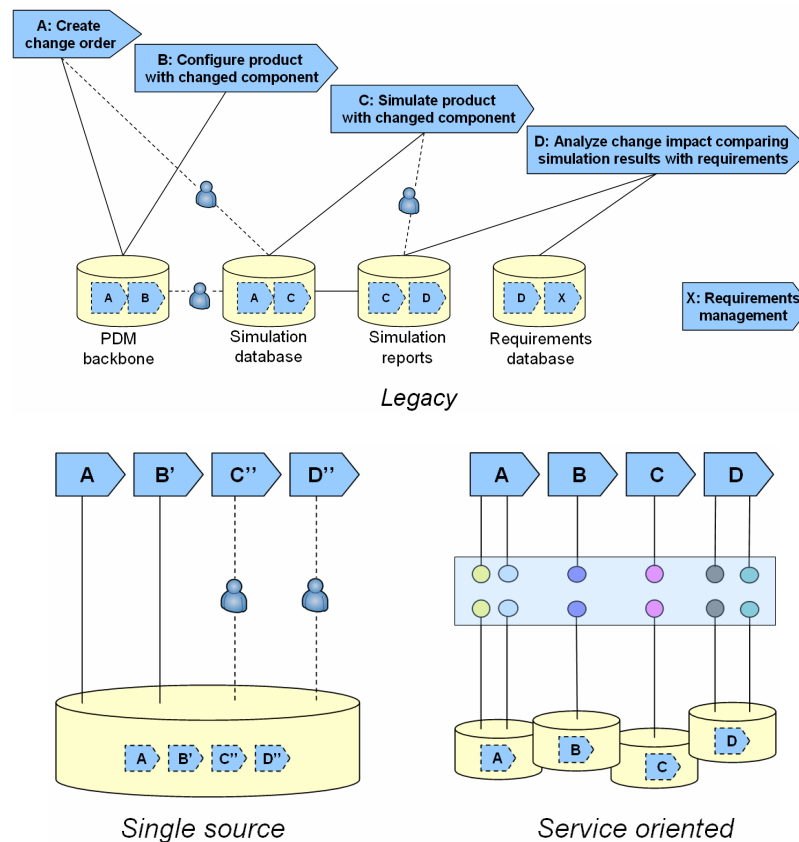 A: Create
change order
B: Configure product
with changed component
C: Simulate product
with changed component
D: Analyze change impact comparing
simulation results with requirements
A B
A C
C D
D X
X: Requirements
management
PDM
backbone
Simulation
database
Simulation
reports
Requirements
database
Legacy
A B’ C’’ D’’
A B’ C’’ D’’
Single source
A B C D
A
B
C
D
Service oriented